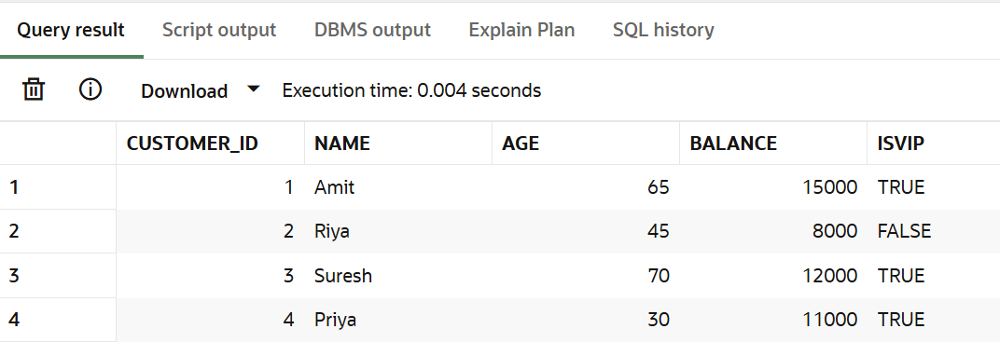 Query result Script output DBMS output Explain Plan SQL history
Download Execution time: 0.004 seconds
CUSTOMER_ID NAME AGE BALANCE ISVIP
1 1 Amit 65 15000 TRUE
2 2 Riya 45 8000 FALSE
3 3 Suresh 70 12000 TRUE
4 4 Priya 30 11000 TRUE